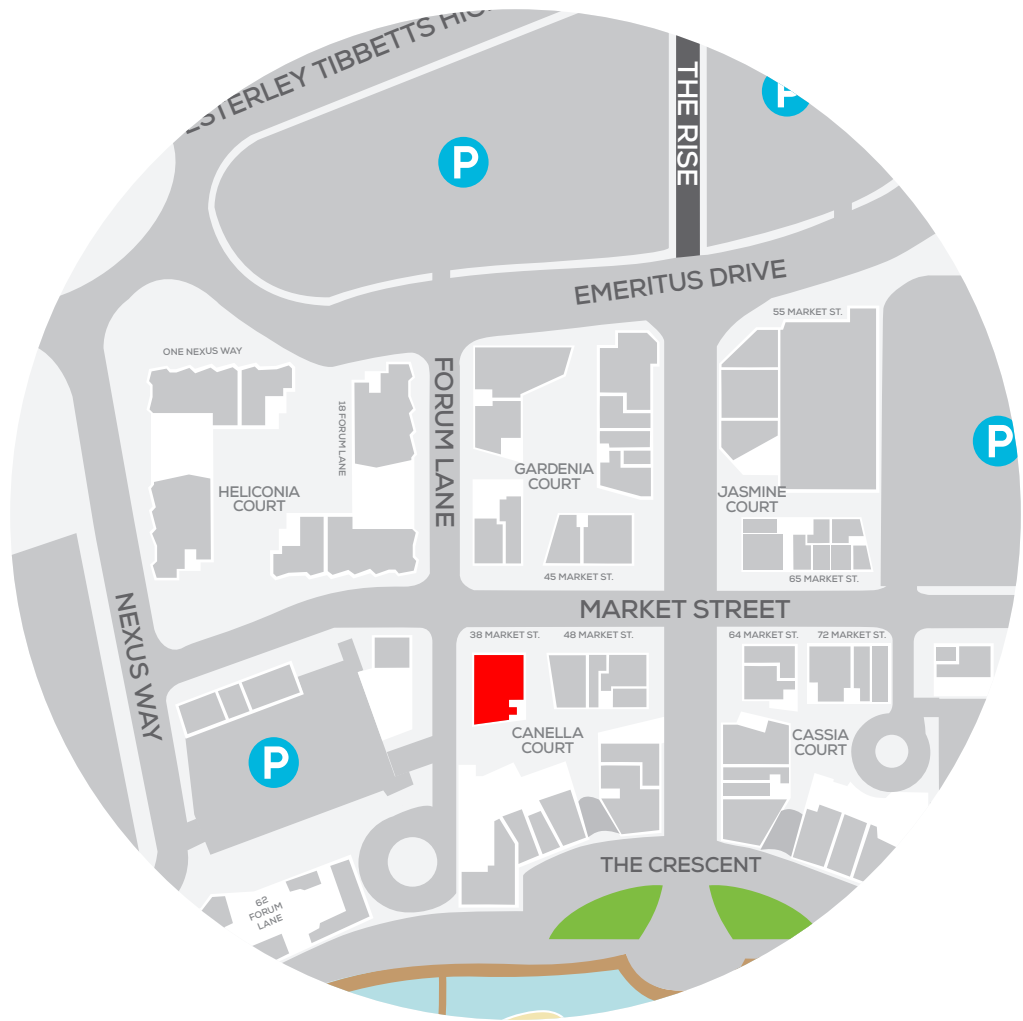 THE RISE
P
P
EMERITUS DRIVE
55 MARKET ST.
ONE NEXUS WAY
FORUM LANE
18 FORUM LANE
P
GARDENIA
COURT
HELICONIA
COURT
JASMINE
COURT
45 MARKET ST.
65 MARKET ST.
NEXUS WAY
MARKET STREET
38 MARKET ST.
48 MARKET ST.
64 MARKET ST.
72 MARKET ST.
CANELLA
COURT
CASSIA
COURT
P
THE CRESCENT
62
FORUM
LANE
TIBBETTS